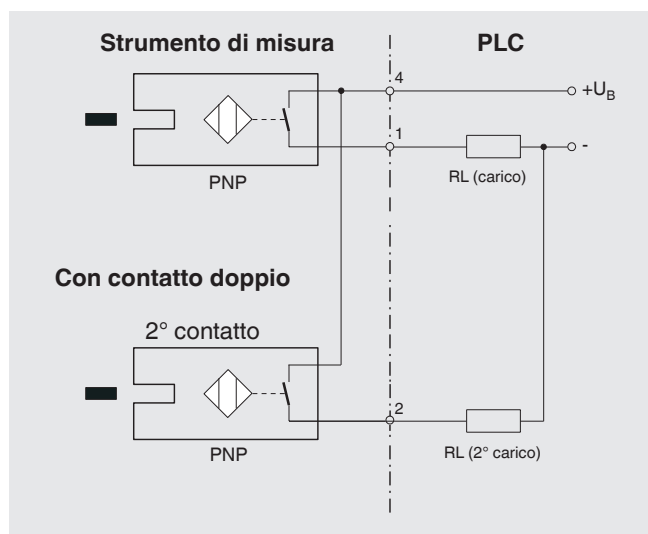 Strumento di misura
PLC
4
+UB
1
-
RL (carico)
PNP
Con contatto doppio
2° contatto
2
RL (2° carico)
PNP